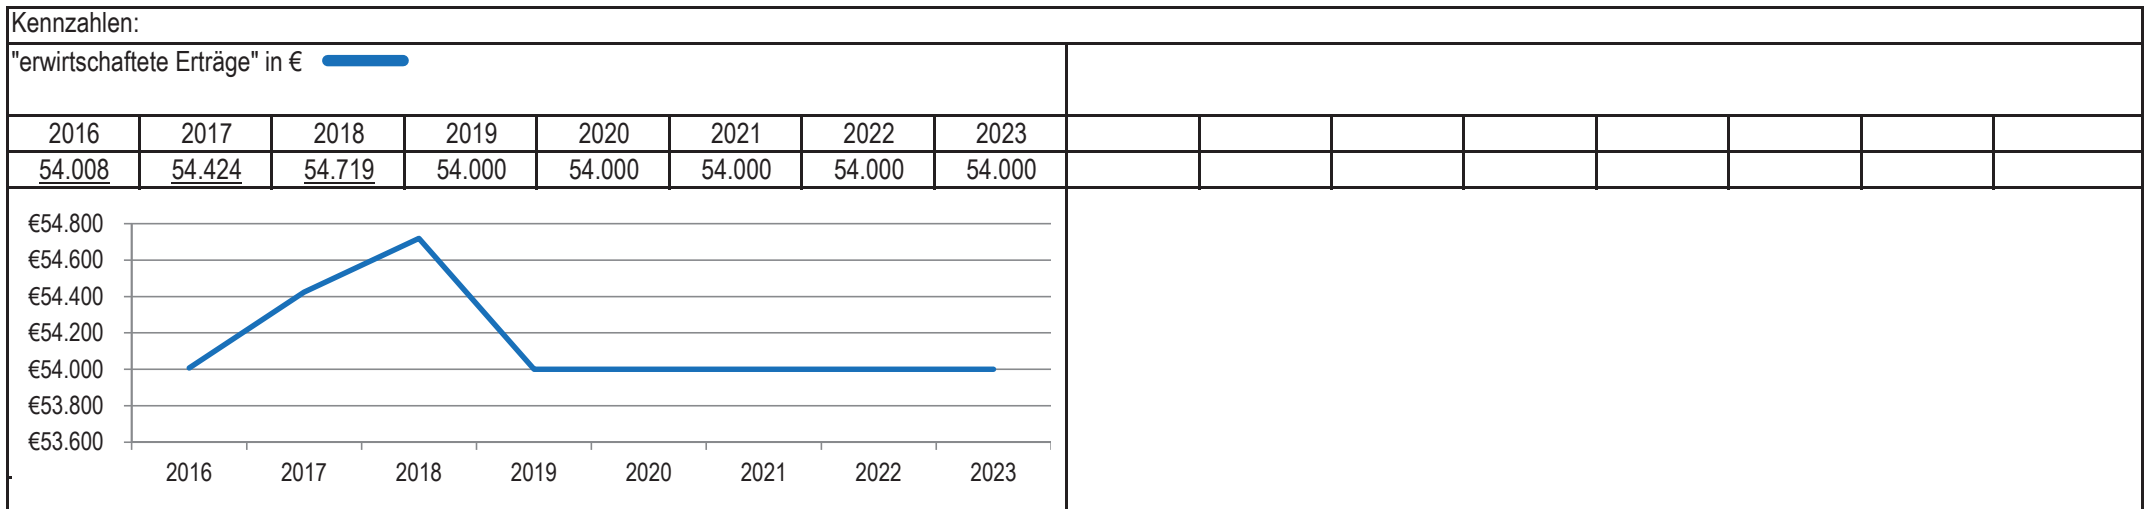 Kennzahlen:
"erwirtschaftete Erträge" in €
2016 2017 2018 2019 2020 2021 2022 2023
54.008 54.424 54.719 54.000 54.000 54.000 54.000 54.000
€54.800
€54.600
€54.400
€54.200
€54.000
€53.800
€53.600
2016 2017 2018 2019 2020 2021 2022 2023